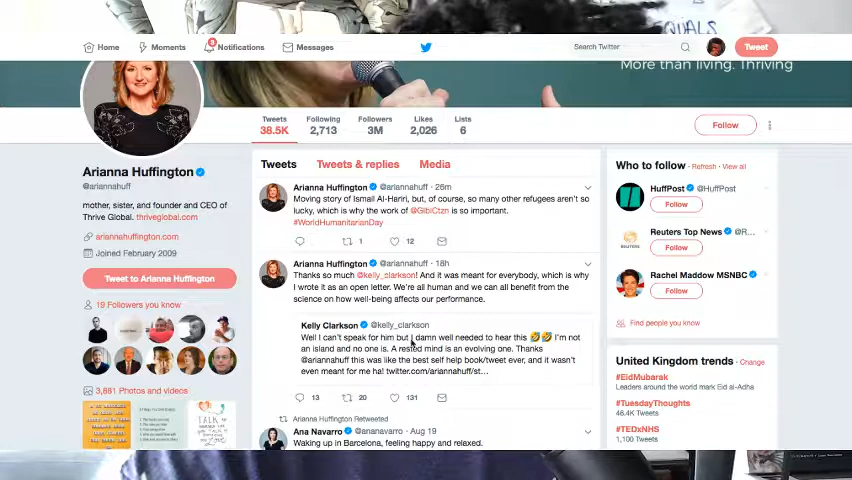 QUALS
Home
Moments
3
Notifications
Messages
Search Twitter
Tweet
More than living. Thriving
Tweets
38.5K
Following
2,713
Followers
3M
Likes
2,026
Lists
6
Follow
Arianna Huffington
@ariannahuff
mother, sister, and founder and CEO of
Thrive Global. thriveglobal.com
ariannahuffington.com
Joined February 2009
Tweet to Arianna Huffington
19 Followers you know
3,881 Photos and videos
Tweets
Tweets & replies
Media
Arianna Huffington @ariannahuff · 26m
Moving story of Ismail Al-Hariri, but, of course, so many other refugees aren't so
lucky, which is why the work of @GlblCtzn is so important.
#WorldHumanitarianDay
1
12
Arianna Huffington @ariannahuff · 18h
Thanks so much @kelly_clarkson! And it was meant for everybody, which is why
I wrote it as an open letter. We're all human and we can all benefit from the
science on how well-being affects our performance.
Kelly Clarkson @kelly_clarkson
Well I can't speak for him but I damn well needed to hear this 🤣🤣 I'm not
an island and no one is. A rested mind is an evolving one. Thanks
@ariannahuff this was like the best self help book/tweet ever, and it wasn't
even meant for me ha! twitter.com/ariannahuff/st...
13
20
131
Arianna Huffington Retweeted
Ana Navarro @ananavarro · Aug 19
Waking up in Barcelona, feeling happy and relaxed.
Who to follow · Refresh · View all
HuffPost @HuffPost
Follow
Reuters Top News @R...
Follow
Rachel Maddow MSNBC
Follow
Find people you know
United Kingdom trends · Change
#EidMubarak
Leaders around the world mark Eid al-Adha
#TuesdayThoughts
46.4K Tweets
#TEDxNHS
1,100 Tweets